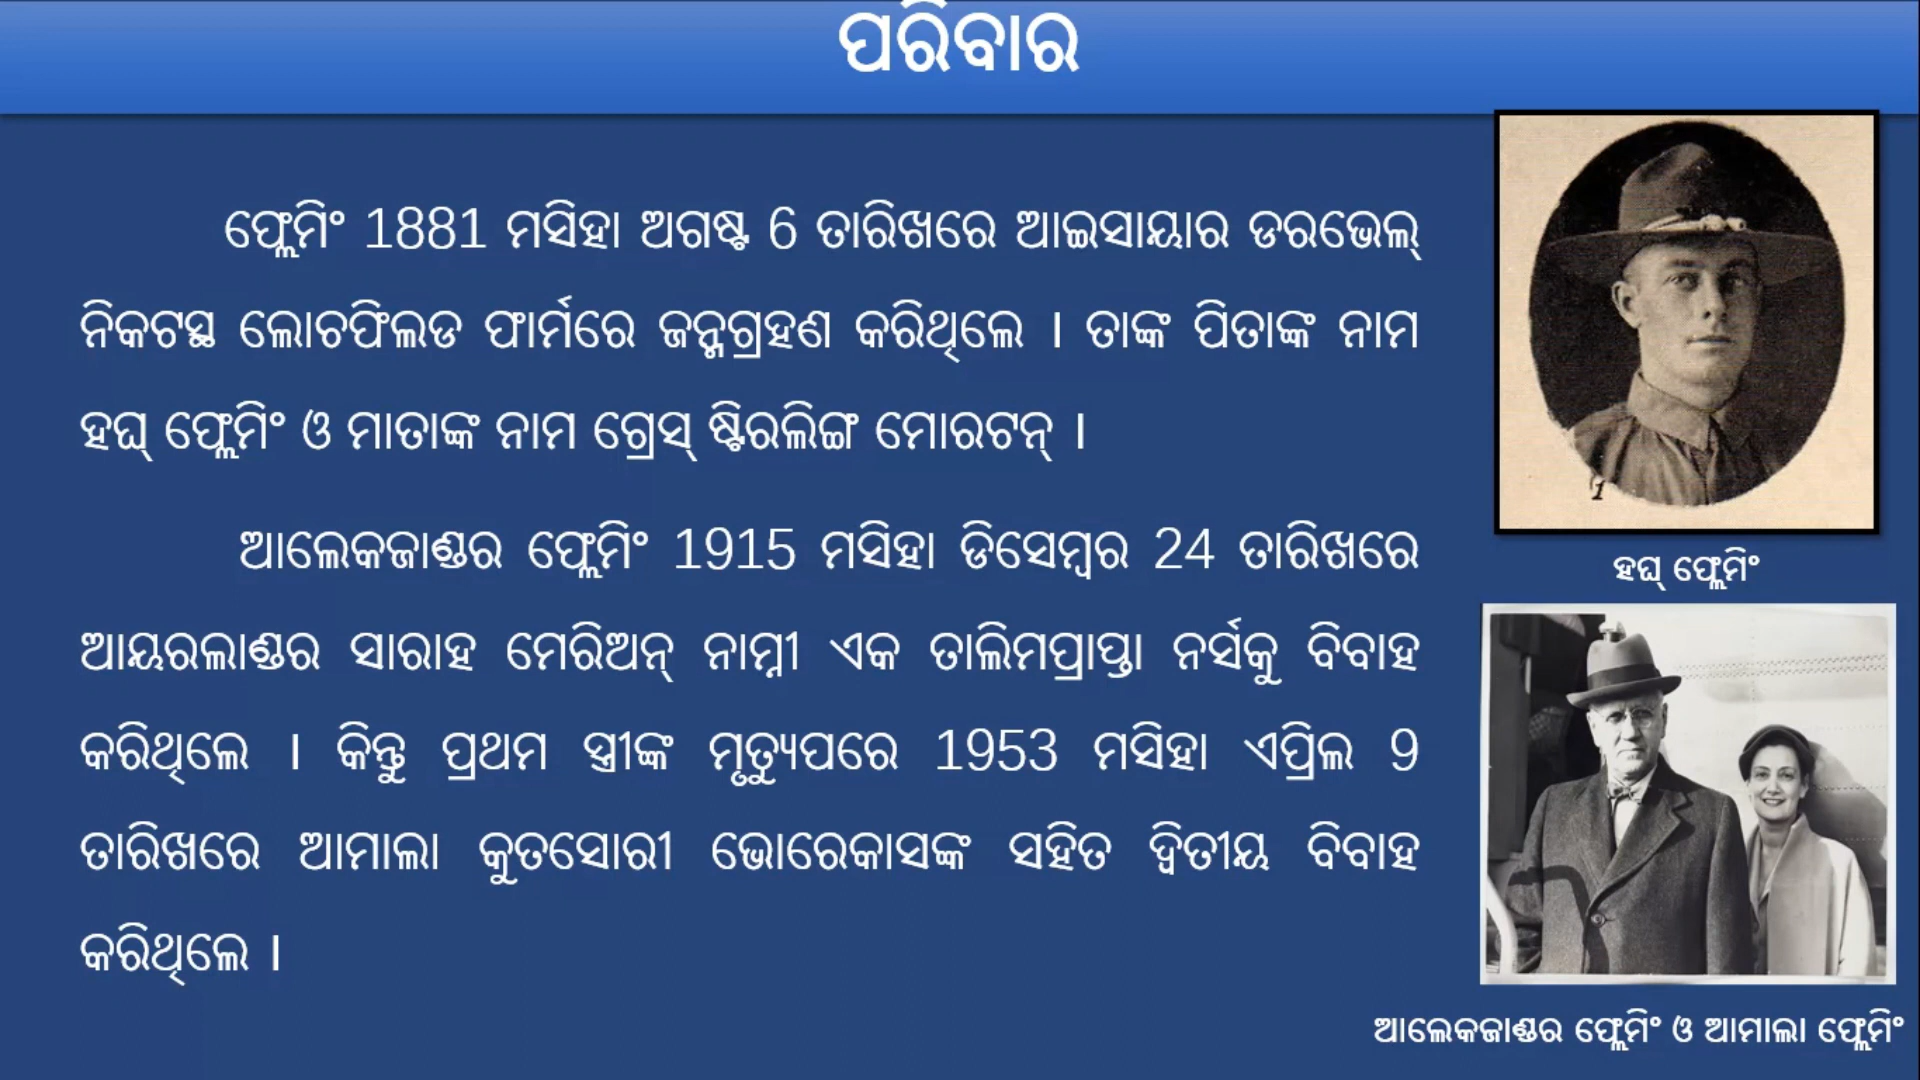 ପରିବାର
ଫ୍ଲେମିଂ 1881 ମସିହା ଅଗଷ୍ଟ 6 ତାରିଖରେ ଆଇସାୟାର ଡରଭେଲ୍
ନିକଟସ୍ଥ ଲୋଚଫିଲଡ ଫାର୍ମରେ ଜନ୍ମଗ୍ରହଣ କରିଥିଲେ । ତାଙ୍କ ପିତାଙ୍କ ନାମ
ହଘ୍ ଫ୍ଲେମିଂ ଓ ମାତାଙ୍କ ନାମ ଗ୍ରେସ୍ ଷ୍ଟିରଲିଙ୍ଗ ମୋରଟନ୍ ।
ଆଲେକଜାଣ୍ଡର ଫ୍ଲେମିଂ 1915 ମସିହା ଡିସେମ୍ବର 24 ତାରିଖରେ
ଆୟରଲାଣ୍ଡର ସାରାହ ମେରିଅନ୍ ନାମ୍ନୀ ଏକ ତାଲିମପ୍ରାପ୍ତା ନର୍ସକୁ ବିବାହ
କରିଥିଲେ । କିନ୍ତୁ ପ୍ରଥମ ସ୍ତ୍ରୀଙ୍କ ମୃତ୍ୟୁପରେ 1953 ମସିହା ଏପ୍ରିଲ 9
ତାରିଖରେ ଆମାଲା କୁତସୋରୀ ଭୋରେକାସଙ୍କ ସହିତ ଦ୍ୱିତୀୟ ବିବାହ
କରିଥିଲେ ।
ହଘ୍ ଫ୍ଲେମିଂ
ଆଲେକଜାଣ୍ଡର ଫ୍ଲେମିଂ ଓ ଆମାଲା ଫ୍ଲେମିଂ